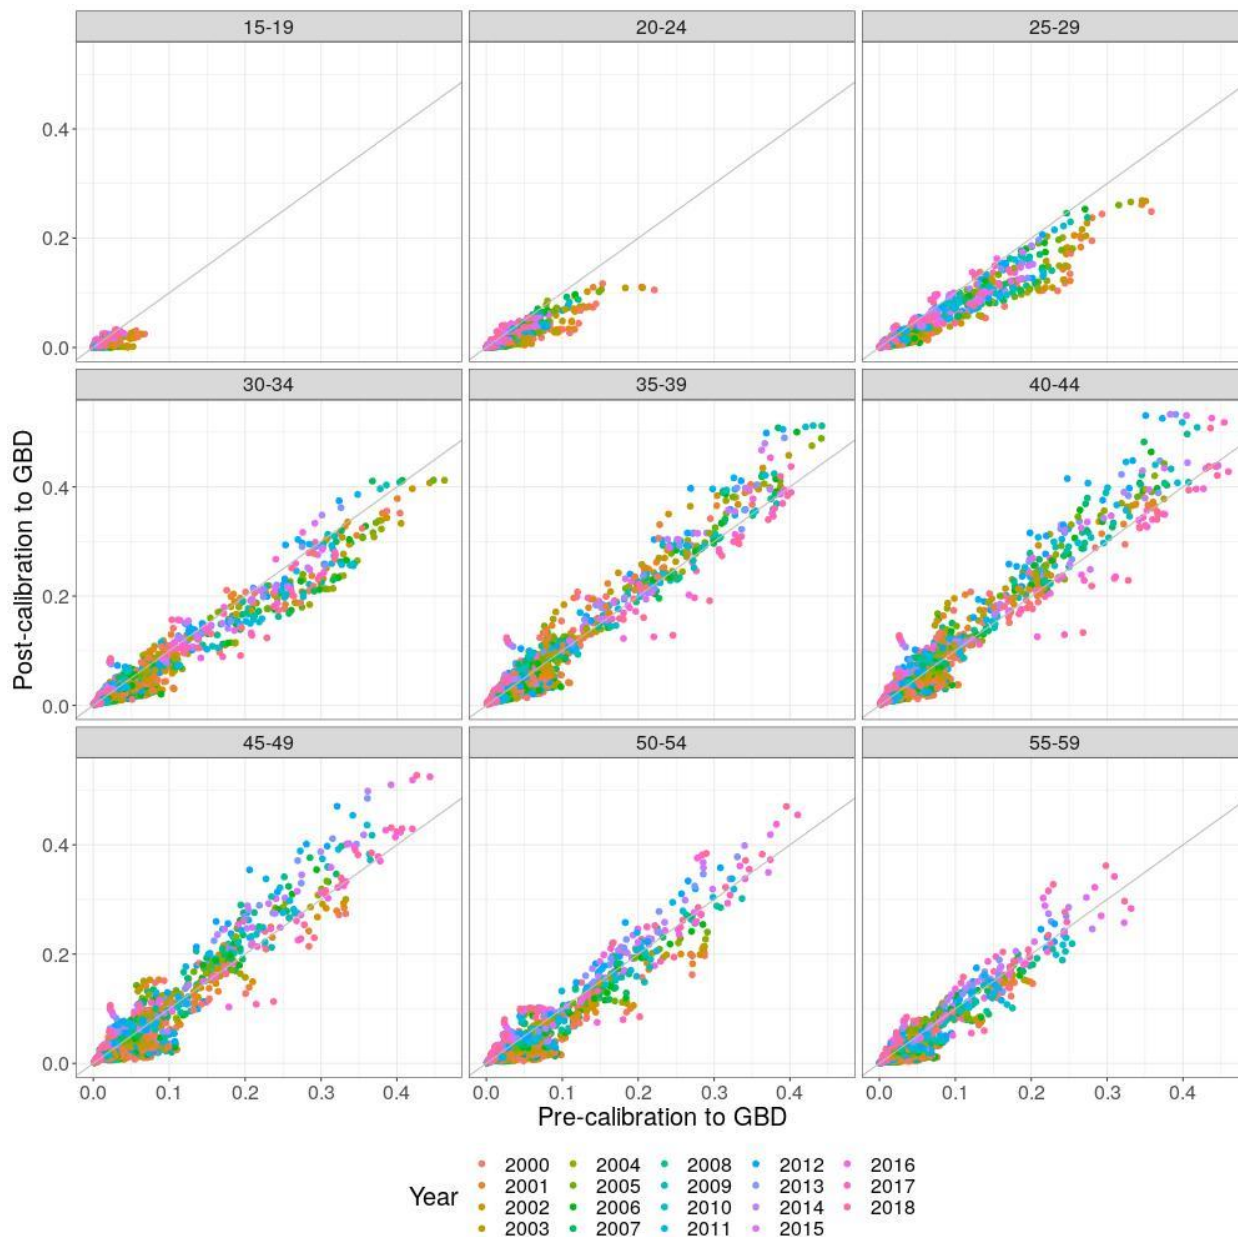 15-19 20-24 25-29
0.4
0.2
0.0
30-34 35-39 40-44
0.4
0.2
0.0
45-49 50-54 55-59
0.4
0.2
0.0
Post-calibration to GBD
0.0 0.1 0.2 0.3 0.4 0.0 0.1 0.2 0.3 0.4 0.0 0.1 0.2 0.3 0.4
Pre-calibration to GBD
2000 2004 2008 2012 2016
Year 2001 2005 2009 2013 2017
2002 2006 2010 2014 2018
2003 2007 2011 2015